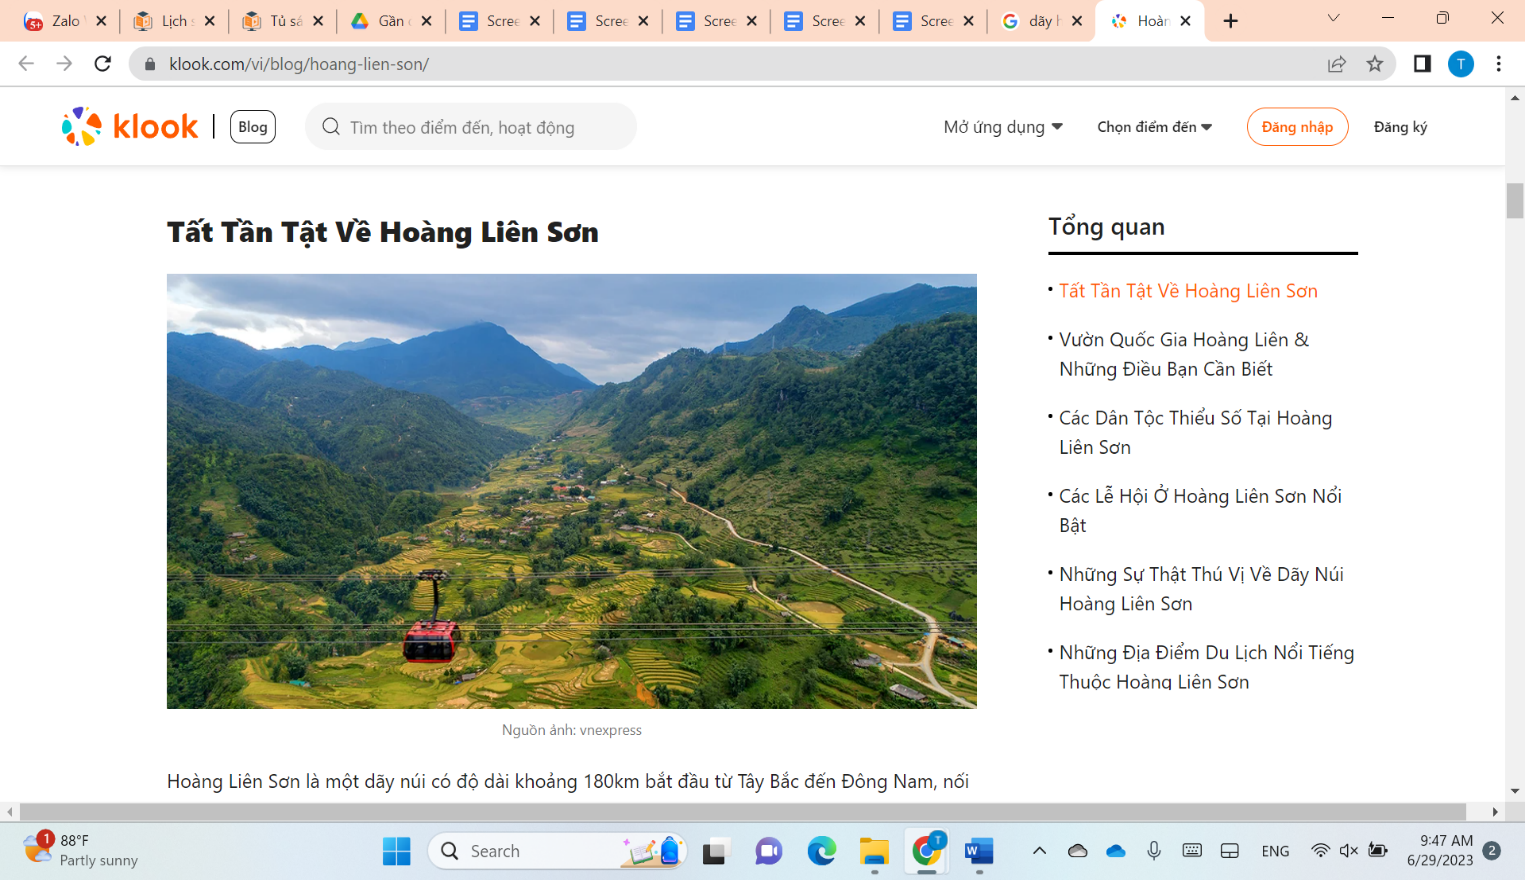 Zalo
Lịch s
Tủ sá
Gần
Scree
Scree
Scree
Scree
Scree
dãy h
Hoàn
klook.com/vi/blog/hoang-lien-son/
T
klook
Blog
Tìm theo điểm đến, hoạt động
Mở ứng dụng
Chọn điểm đến
Đăng nhập
Đăng ký
Tất Tần Tật Về Hoàng Liên Sơn
Nguồn ảnh: vnexpress
Hoàng Liên Sơn là một dãy núi có độ dài khoảng 180km bắt đầu từ Tây Bắc đến Đông Nam, nối
Tổng quan
Tất Tần Tật Về Hoàng Liên Sơn
Vườn Quốc Gia Hoàng Liên &
Những Điều Bạn Cần Biết
Các Dân Tộc Thiểu Số Tại Hoàng
Liên Sơn
Các Lễ Hội Ở Hoàng Liên Sơn Nổi
Bật
Những Sự Thật Thú Vị Về Dãy Núi
Hoàng Liên Sơn
Những Địa Điểm Du Lịch Nổi Tiếng
Thuộc Hoàng Liên Sơn
1
88°F
Partly sunny
Search
T
W
ENG
9:47 AM
6/29/2023
2